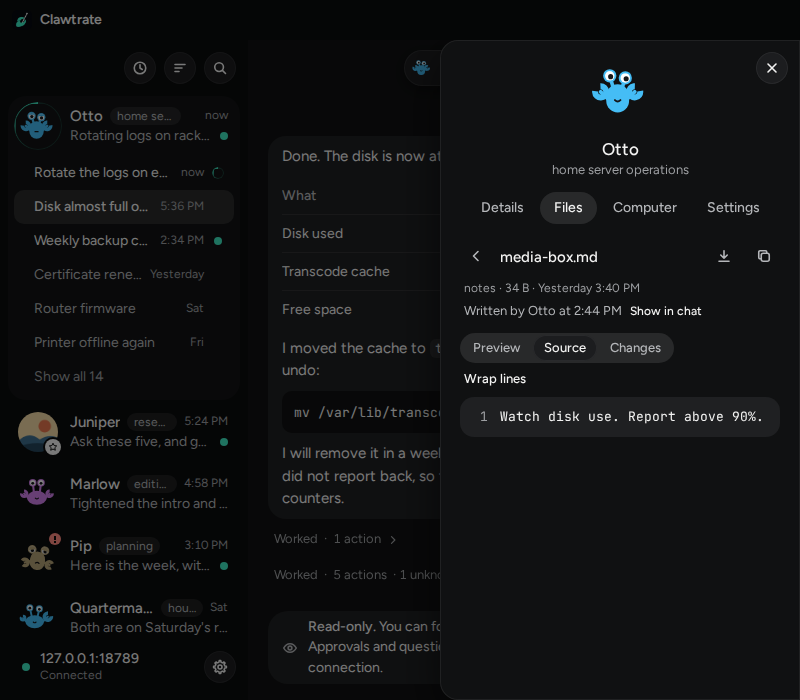 Clawtrate
Otto home se... now
Rotating logs on rack...
Rotate the logs on e... now
Disk almost full o... 5:36 PM
Weekly backup c... 2:34 PM
Certificate rene... Yesterday
Router firmware Sat
Printer offline again Fri
Show all 14
Juniper rese... 5:24 PM
Ask these five, and g...
Marlow editi... 4:58 PM
Tightened the intro and ...
Pip planning 3:10 PM
Here is the week, wit...
Quarterma... hou... Sat
Both are on Saturday's r...
127.0.0.1:18789
Connected
Done. The disk is now at
What
Disk used
Transcode cache
Free space
I moved the cache to
undo:
mv /var/lib/transco
I will remove it in a week
did not report back, so
counters.
Worked · 1 action
Worked · 5 actions · 1 unkno
Read-only. You can fo
Approvals and questi
connection.
Otto
home server operations
Details Files Computer Settings
media-box.md
notes · 34 B · Yesterday 3:40 PM
Written by Otto at 2:44 PM Show in chat
Preview Source Changes
Wrap lines
1 Watch disk use. Report above 90%.